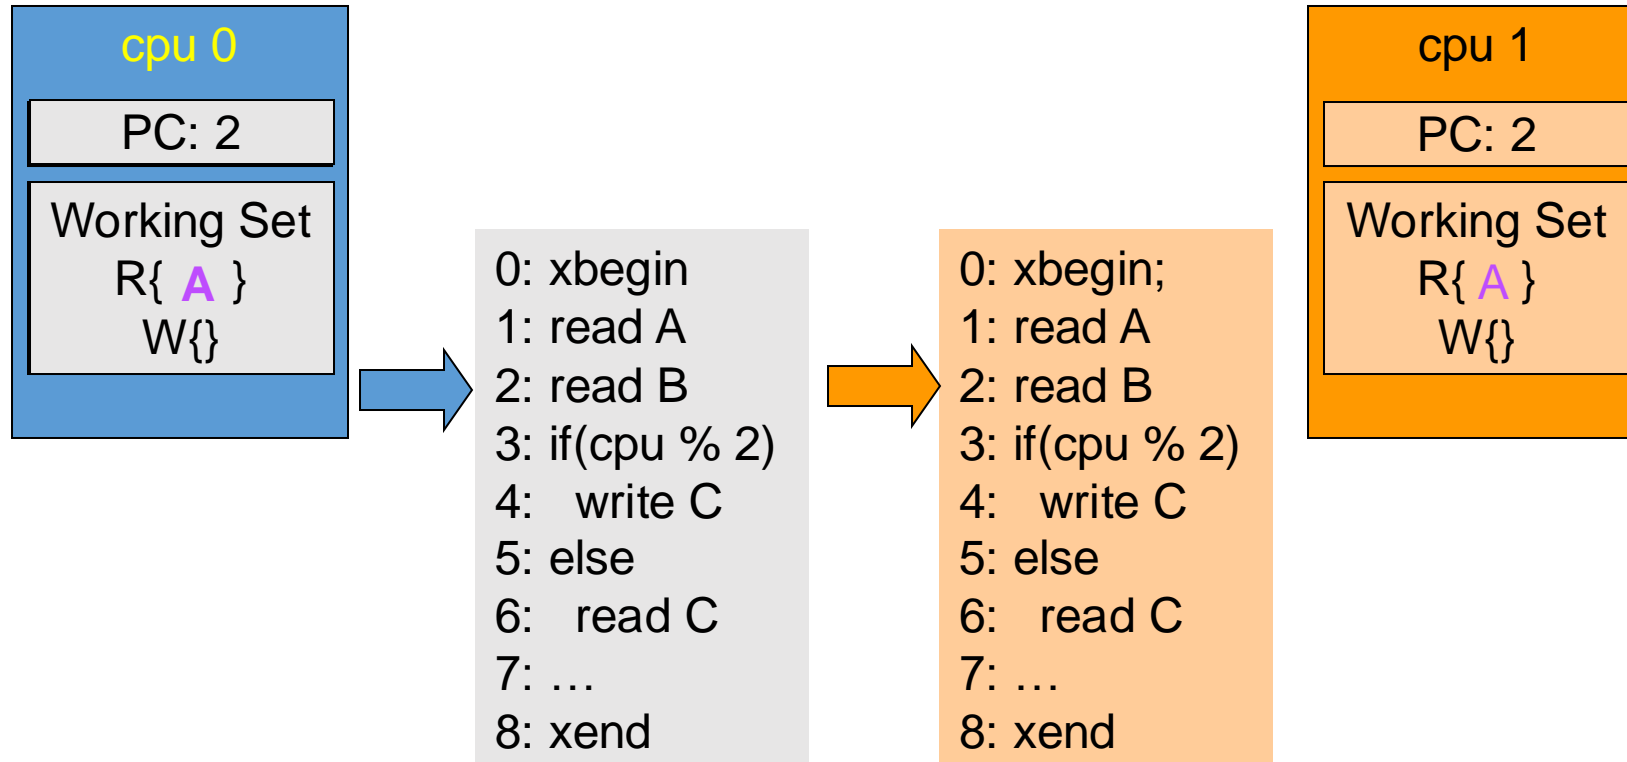 cpu 0
PC: 2
Working Set
R{ A }
W{}
0: xbegin
1: read A
2: read B
3: if(cpu % 2)
4: write C
5: else
6: read C
7: …
8: xend
0: xbegin;
1: read A
2: read B
3: if(cpu % 2)
4: write C
5: else
6: read C
7: …
8: xend
cpu 1
PC: 2
Working Set
R{ A }
W{}